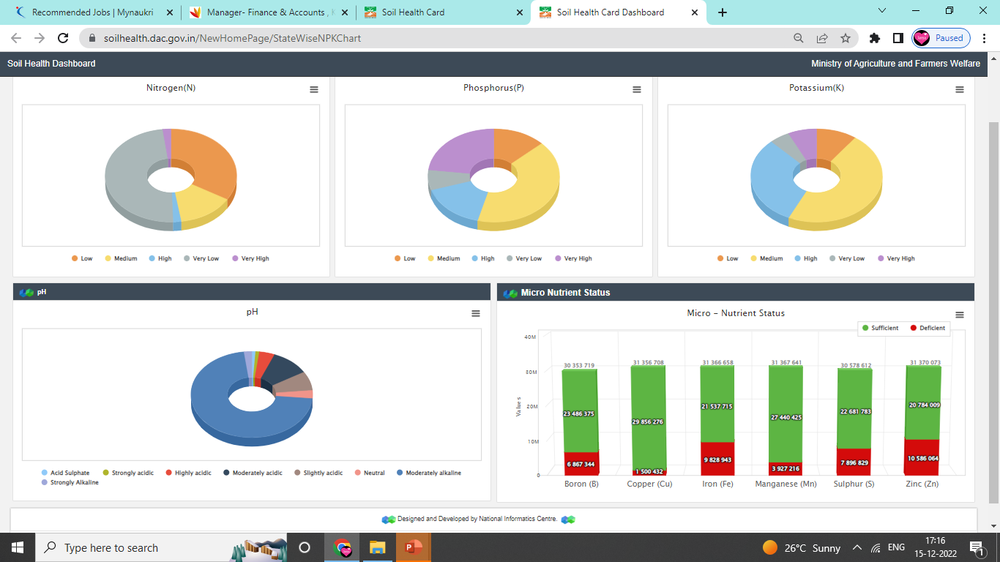 Recommended Jobs | Mynaukri
Manager- Finance & Accounts , K
Soil Health Card
Soil Health Card Dashboard
soilhealth.dac.gov.in/NewHomePage/StateWiseNPKChart
Paused
Soil Health Dashboard
Ministry of Agriculture and Farmers Welfare
Nitrogen(N)
Low Medium High Very Low Very High
Phosphorus(P)
Low Medium High Very Low Very High
Potassium(K)
Low Medium High Very Low Very High
pH
pH
Acid Sulphate Strongly acidic Highly acidic Moderately acidic Slightly acidic Neutral Moderately alkaline
Strongly Alkaline
Micro Nutrient Status
Micro - Nutrient Status
Sufficient Deficient
Values
40M
30M
20M
10M
0
30 353 719 31 356 708 31 366 658 31 367 641 30 578 612 31 370 073
23 486 375 29 856 276 21 537 715 27 440 425 22 681 783 20 784 009
6 867 344 1 500 432 9 828 943 3 927 216 7 896 829 10 586 064
Boron (B) Copper (Cu) Iron (Fe) Manganese (Mn) Sulphur (S) Zinc (Zn)
Designed and Developed by National Informatics Centre.
Type here to search
26°C Sunny
ENG
17:16
15-12-2022
1